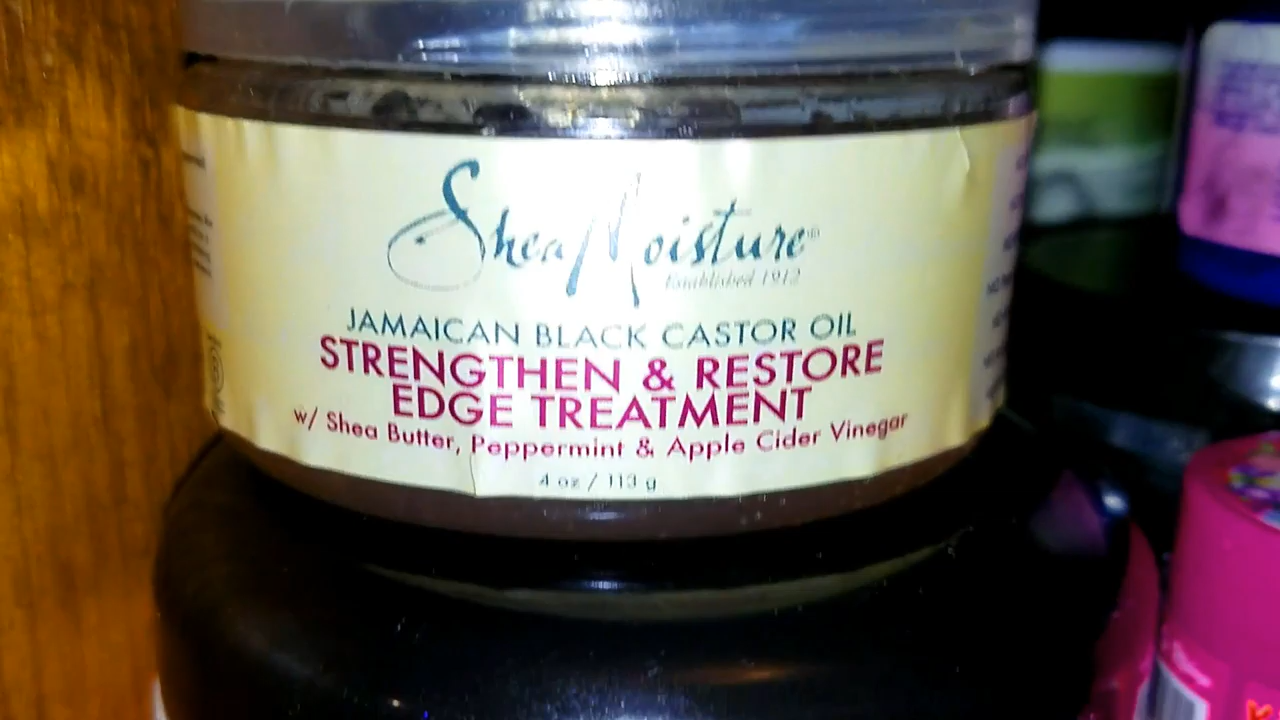 SheaMoisture
Established 1912
JAMAICAN BLACK CASTOR OIL
STRENGTHEN & RESTORE
EDGE TREATMENT
w/ Shea Butter, Peppermint & Apple Cider Vinegar
4 oz / 113 g